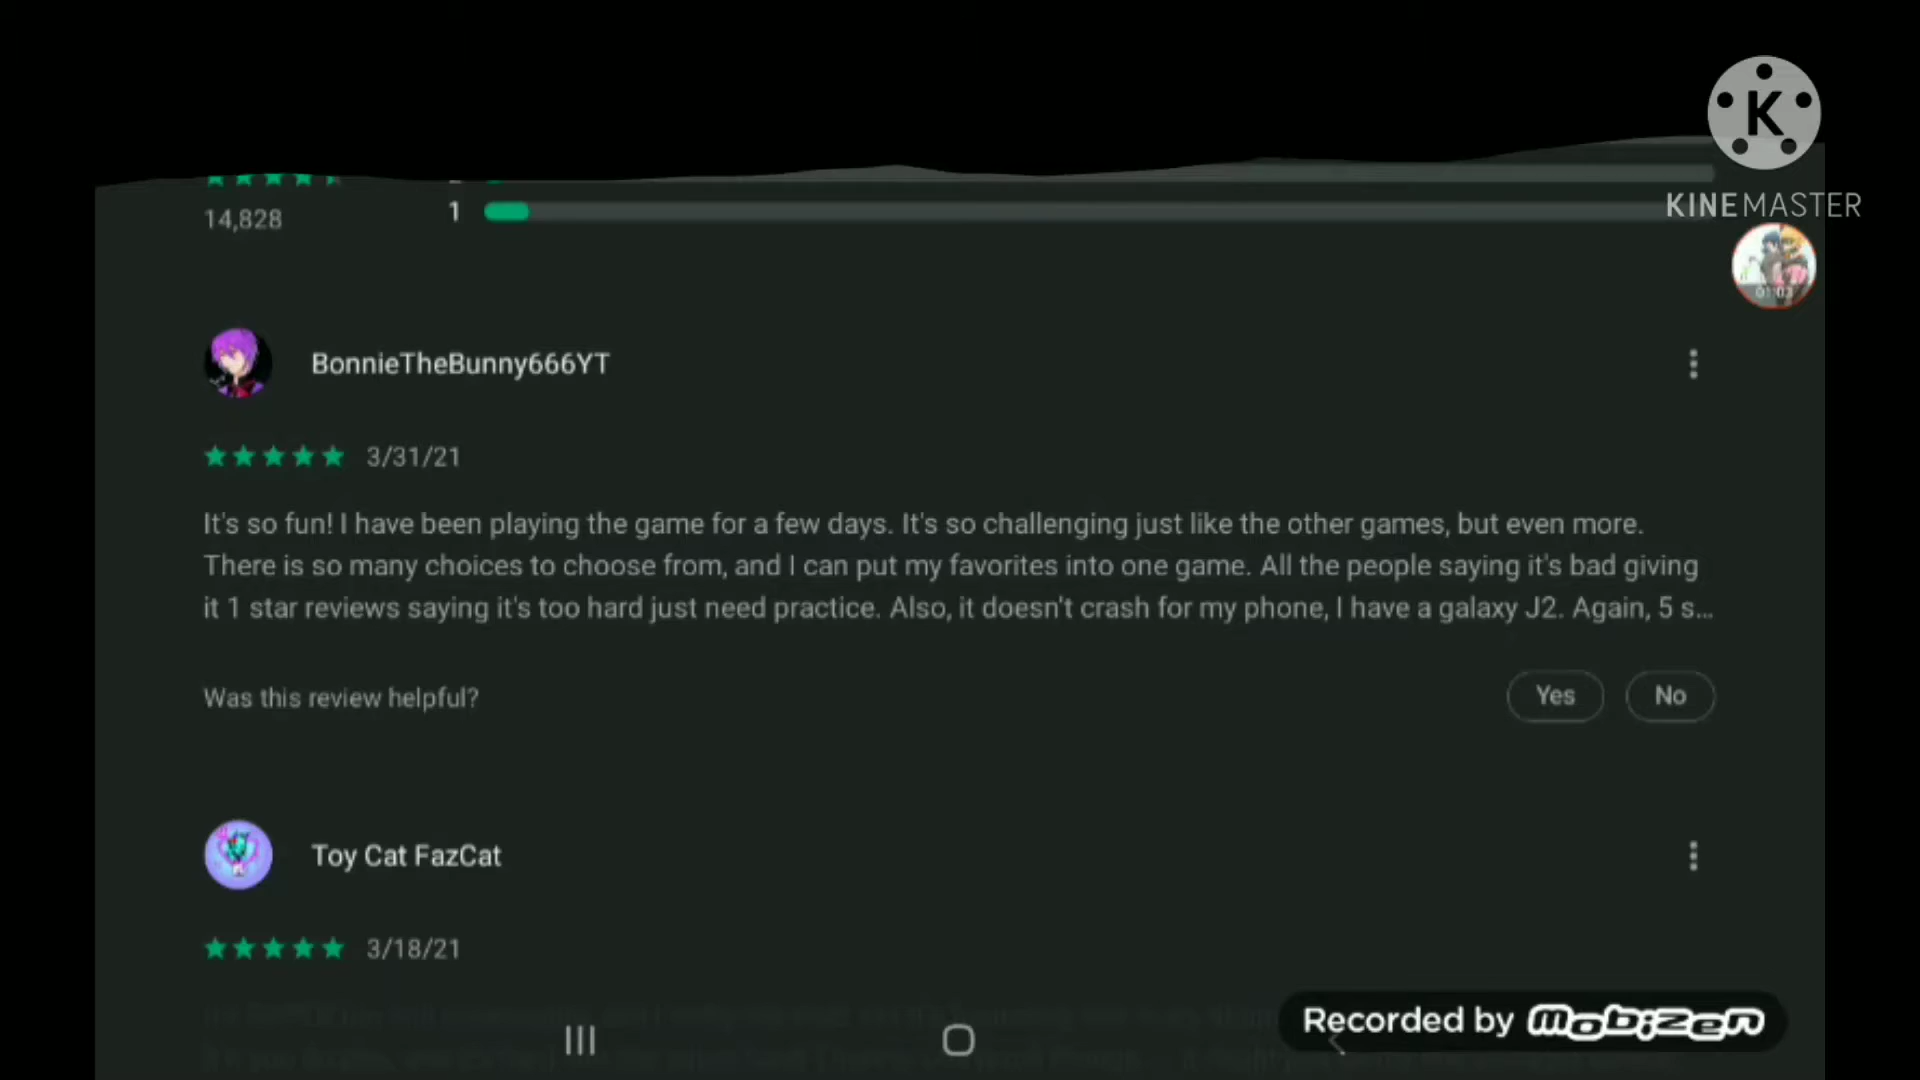 K
KINEMASTER
14,828
1
01:03
BonnieTheBunny666YT
3/31/21
It's so fun! I have been playing the game for a few days. It's so challenging just like the other games, but even more.
There is so many choices to choose from, and I can put my favorites into one game. All the people saying it's bad giving
it 1 star reviews saying it's too hard just need practice. Also, it doesn't crash for my phone, I have a galaxy J2. Again, 5 s...
Was this review helpful?
Yes
No
Toy Cat FazCat
3/18/21
Recorded by mobizen